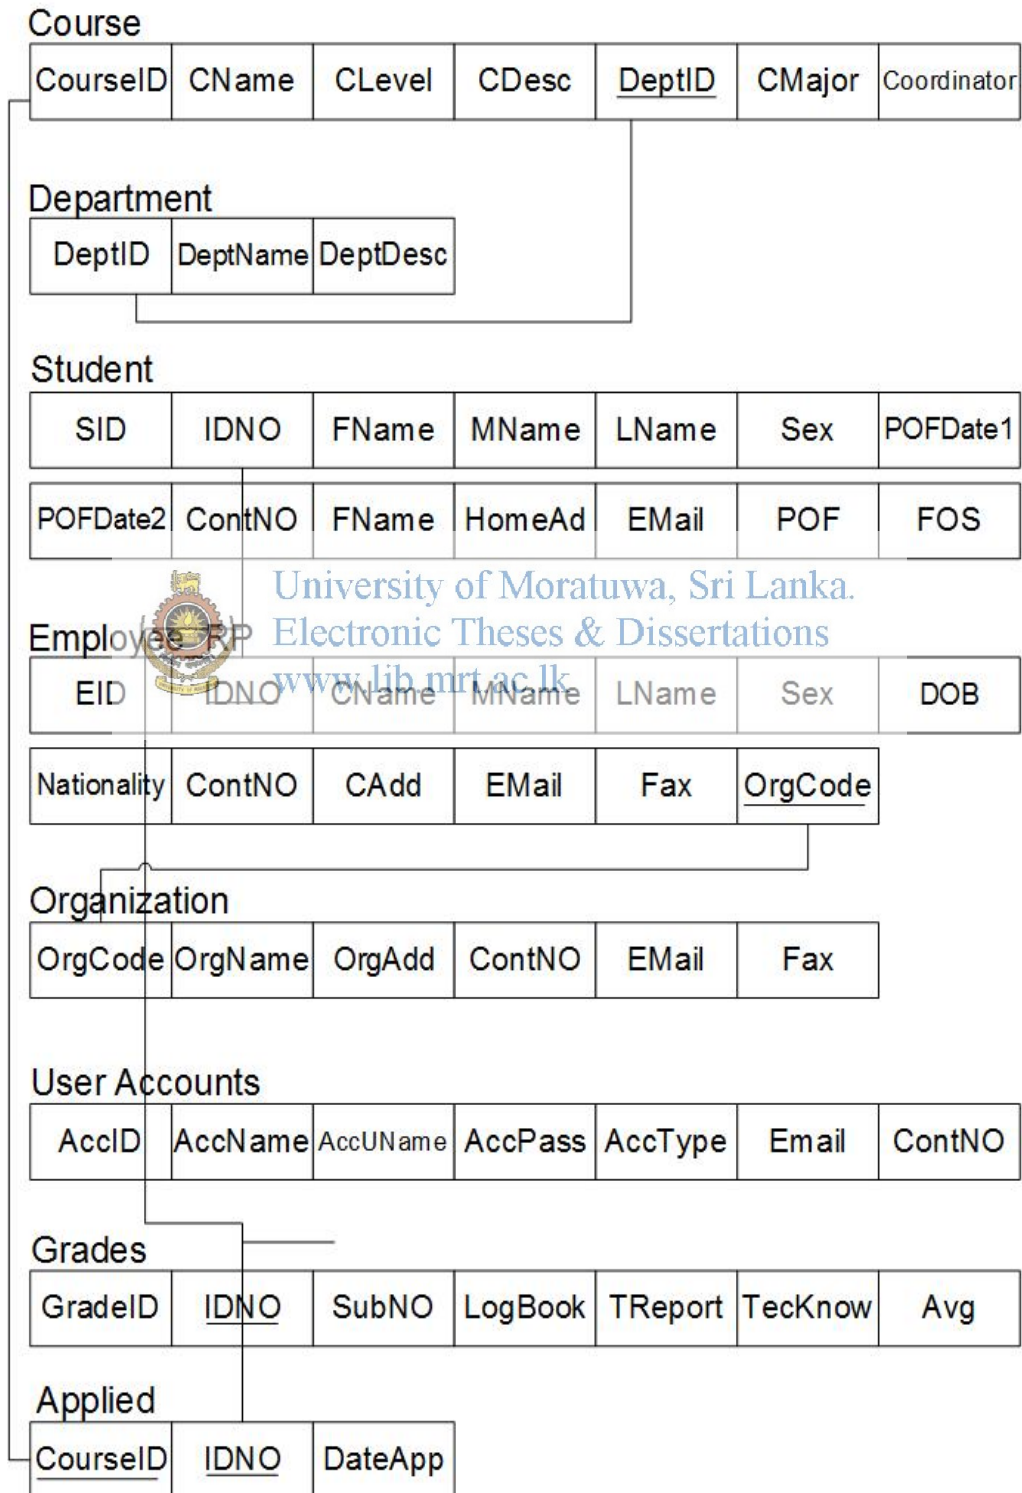 Course
CourseID CName CLevel CDesc DeptID CMajor Coordinator
Department
DeptID DeptName DeptDesc
Student
SID IDNO FName MName LName Sex POFDate1
POFDate2 ContNO FName HomeAd EMail POF FOS
University of Moratuwa, Sri Lanka.
Electronic Theses & Dissertations
www.lib.mrt.ac.lk
Employee RP
EID IDNO CName MName LName Sex DOB
Nationality ContNO CAdd EMail Fax OrgCode
Organization
OrgCode OrgName OrgAdd ContNO EMail Fax
User Accounts
AccID AccName AccUName AccPass AccType Email ContNO
Grades
GradeID IDNO SubNO LogBook TReport TecKnow Avg
Applied
CourseID IDNO DateApp